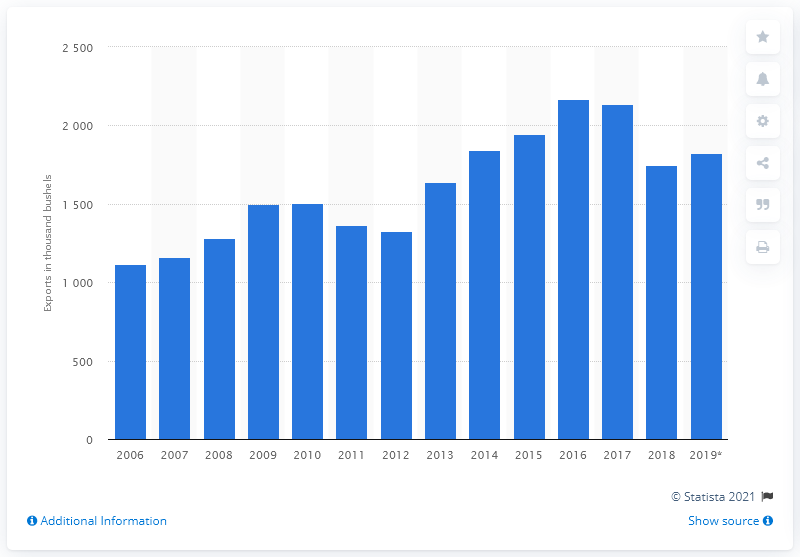 2 500
2 000
1 500
1 000
500
0
Exports in thousand bushels
2006 2007 2008 2009 2010 2011 2012 2013 2014 2015 2016 2017 2018 2019*
© Statista 2021
Additional Information
Show source